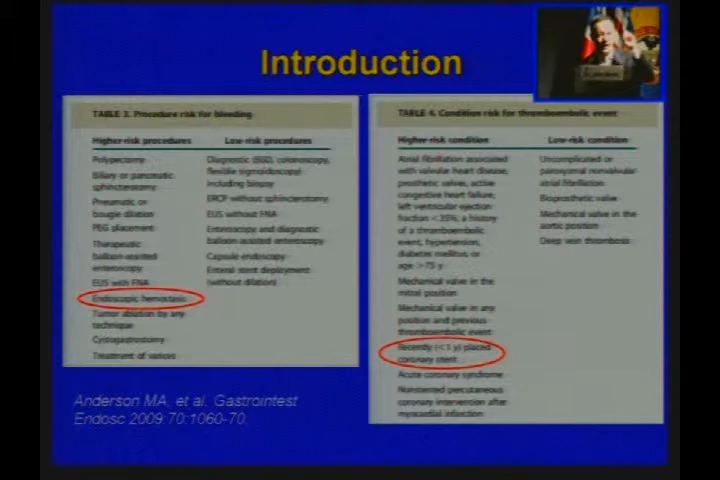 Introduction
TABLE 3. Procedure risk for bleeding
Higher-risk procedures
Polypectomy
Biliary or pancreatic
sphincterotomy
Pneumatic or
bougie dilation
PEG placement
Therapeutic
balloon-assisted
enteroscopy
EUS with FNA
Endoscopic hemostasis
Tumor ablation by any
technique
Cystogastrostomy
Treatment of varices
Low-risk procedures
Diagnostic (EGD, colonoscopy,
flexible sigmoidoscopy)
including biopsy
ERCP without sphincterotomy
EUS without FNA
Enteroscopy and diagnostic
balloon-assisted enteroscopy
Capsule endoscopy
Enteral stent deployment
(without dilation)
TABLE 4. Condition risk for thromboembolic event
Higher-risk condition
Atrial fibrillation associated
with valvular heart disease,
prosthetic valves, active
congestive heart failure,
left ventricular ejection
fraction <35%, a history
of a thromboembolic
event, hypertension,
diabetes mellitus, or
age >75 y
Mechanical valve in the
mitral position
Mechanical valve in any
position and previous
thromboembolic event
Recently (<1 y) placed
coronary stent
Acute coronary syndrome
Nonstented percutaneous
coronary intervention after
myocardial infarction
Low-risk condition
Uncomplicated or
paroxysmal nonvalvular
atrial fibrillation
Bioprosthetic valve
Mechanical valve in the
aortic position
Deep vein thrombosis
Anderson MA, et al. Gastrointest
Endosc 2009;70:1060-70.